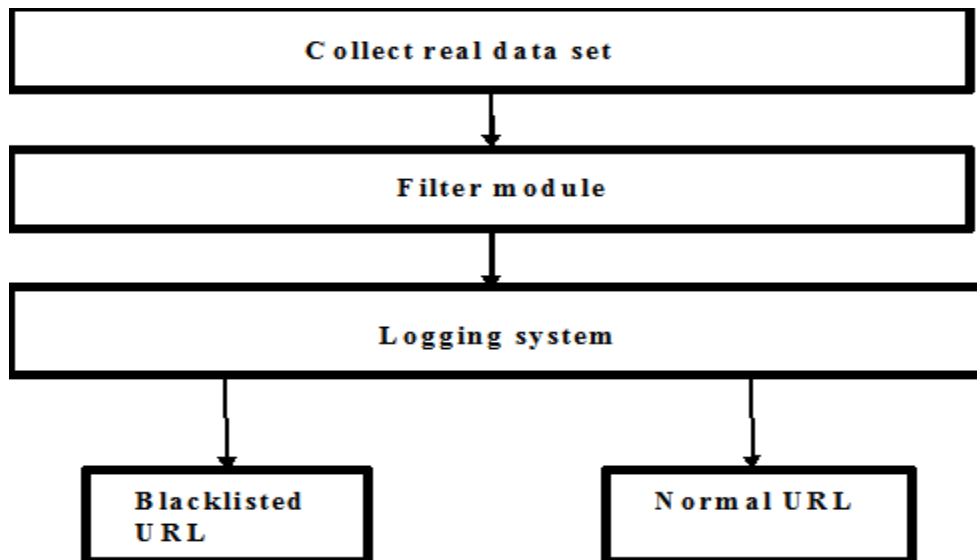 Collect real data set
Filter module
Logging system
Blacklisted
URL
Normal URL